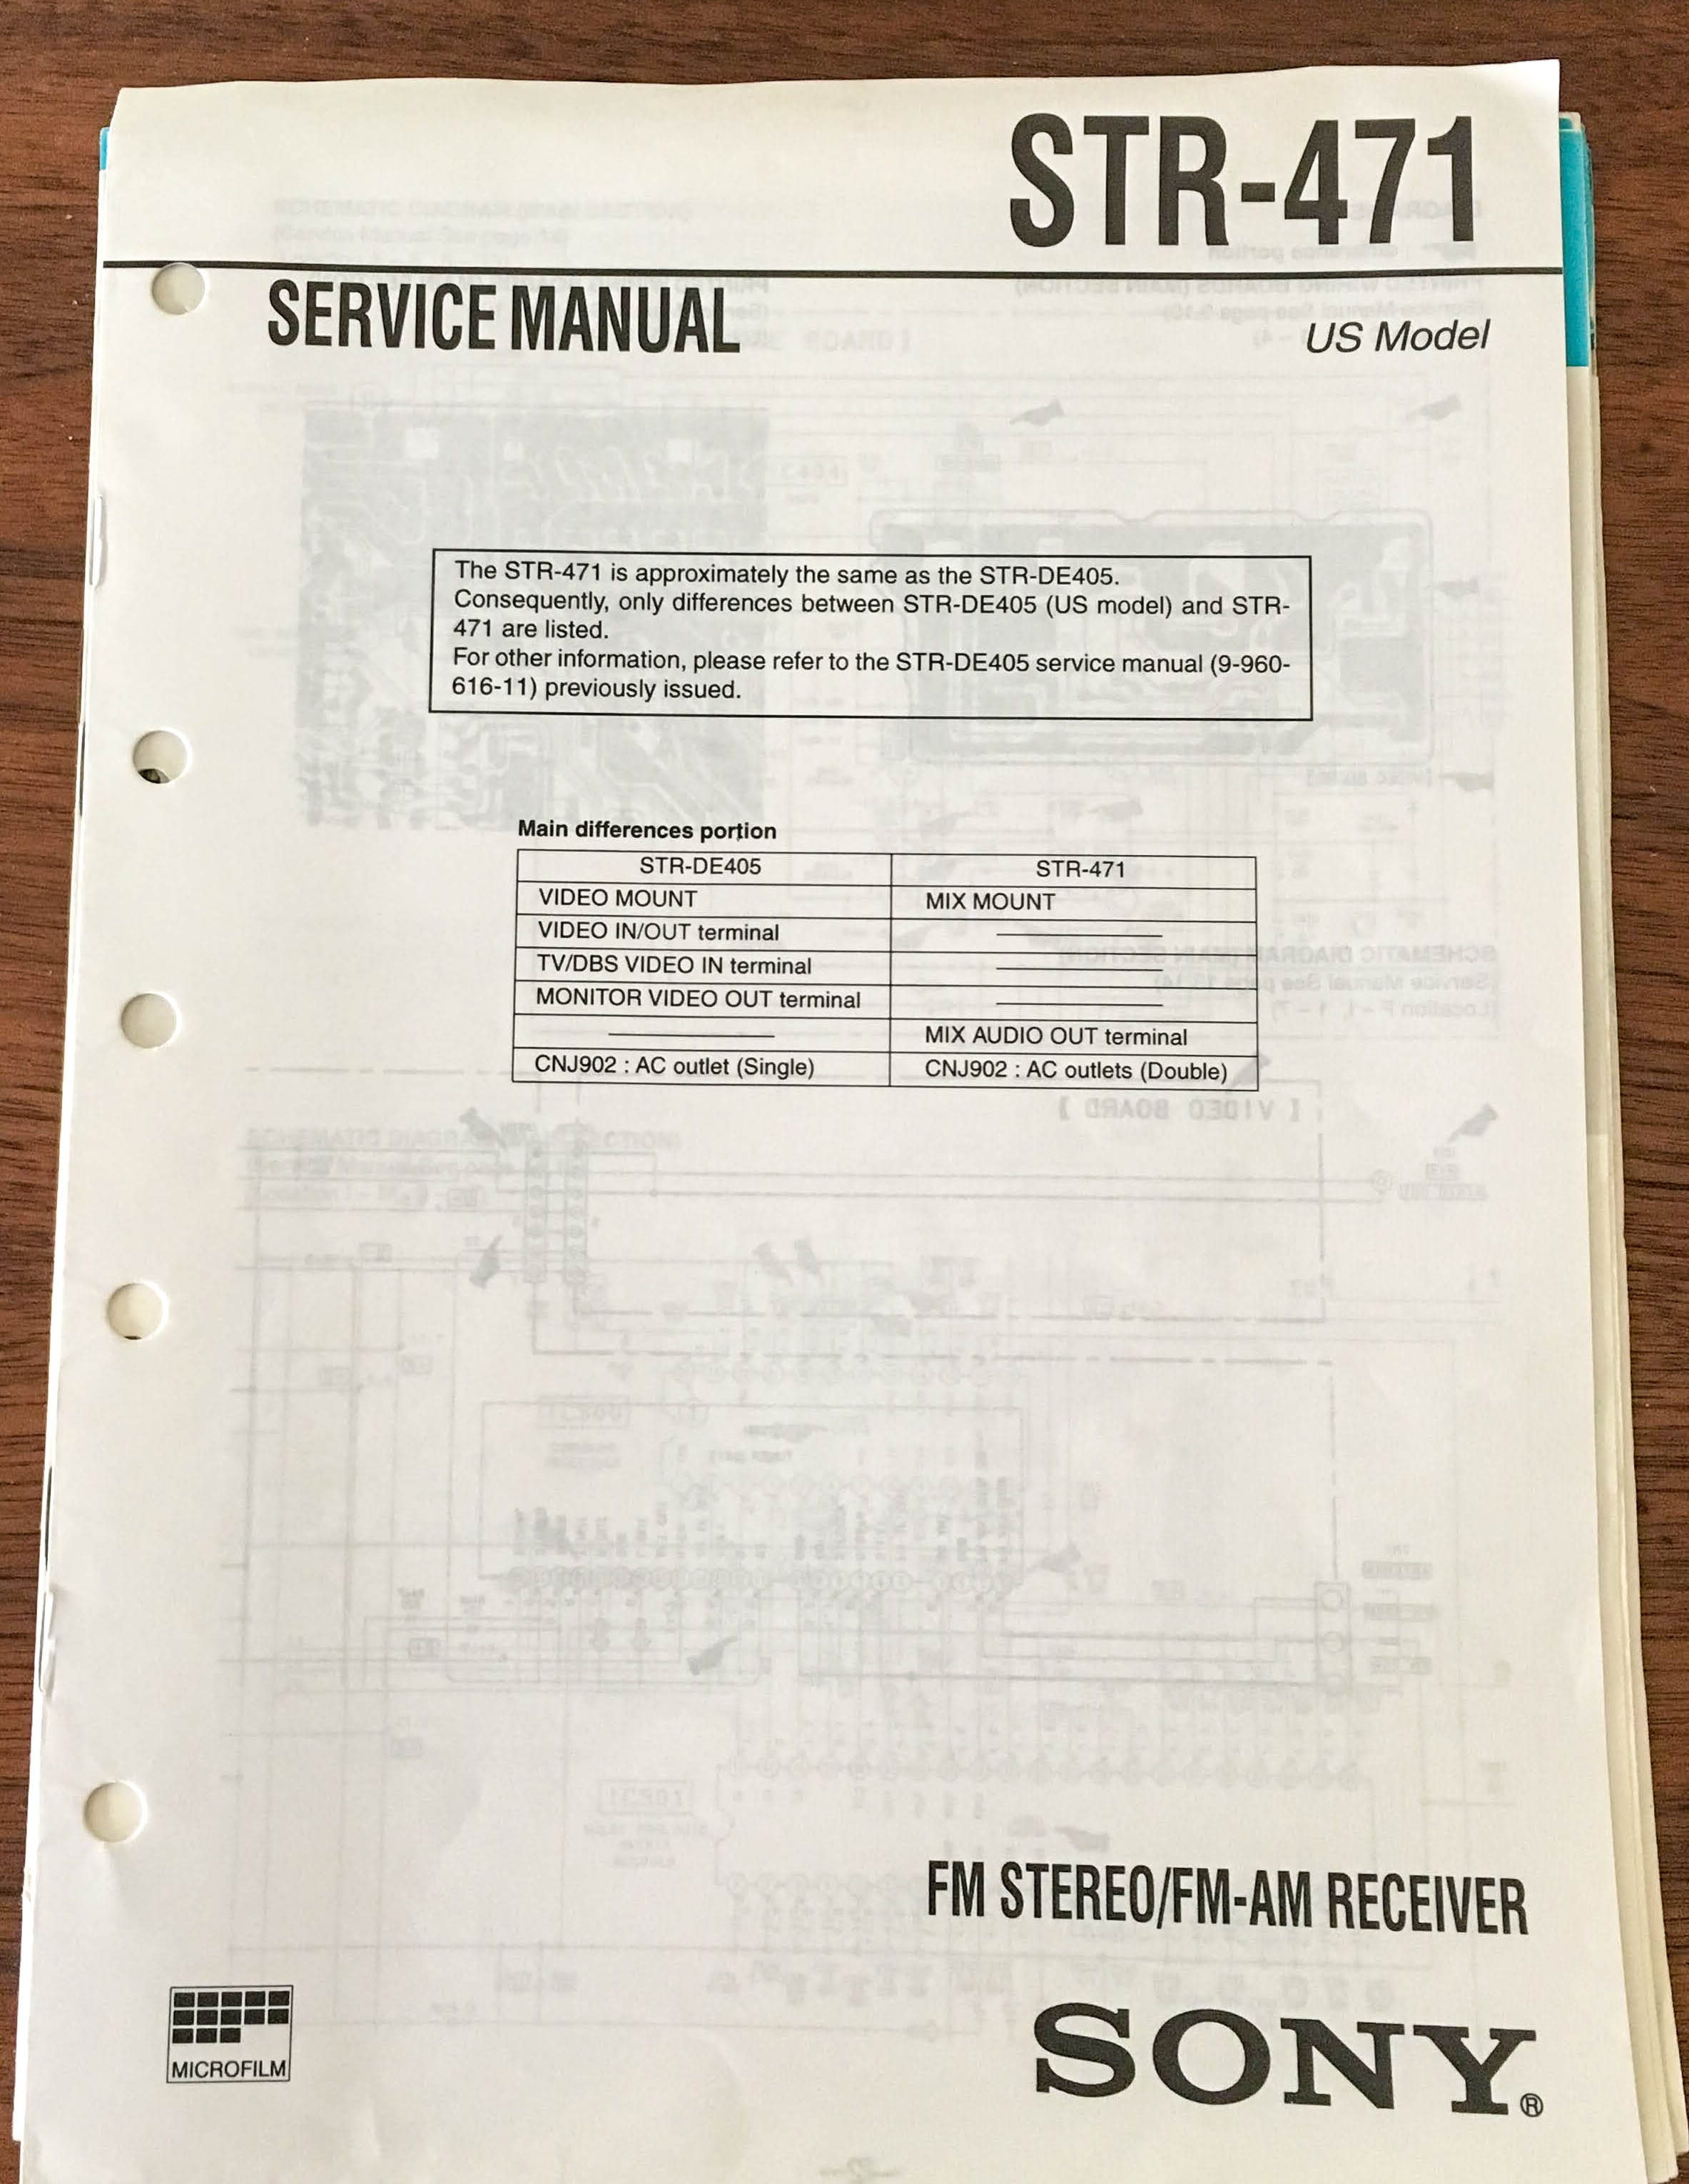 STR-471
SERVICE MANUAL
US Model
The STR-471 is approximately the same as the STR-DE405.
Consequently, only differences between STR-DE405 (US model) and STR-
471 are listed.
For other information, please refer to the STR-DE405 service manual (9-960-
616-11) previously issued.
Main differences portion
STR-DE405 STR-471
VIDEO MOUNT MIX MOUNT
VIDEO IN/OUT terminal
TV/DBS VIDEO IN terminal
MONITOR VIDEO OUT terminal
MIX AUDIO OUT terminal
CNJ902 : AC outlet (Single) CNJ902 : AC outlets (Double)
[ VIDEO BOARD ]
FM STEREO/FM-AM RECEIVER
MICROFILM
SONY®